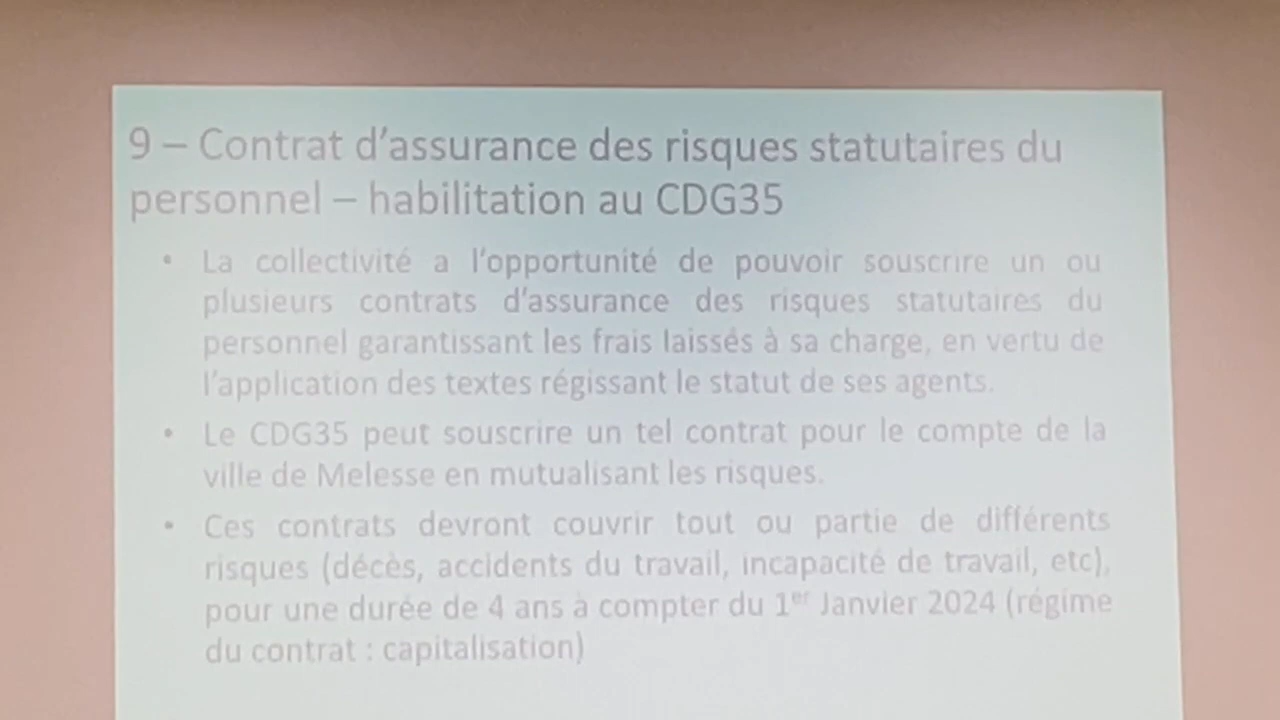 9 – Contrat d'assurance des risques statutaires du
personnel – habilitation au CDG35
• La collectivité a l'opportunité de pouvoir souscrire un ou
plusieurs contrats d'assurance des risques statutaires du
personnel garantissant les frais laissés à sa charge, en vertu de
l'application des textes régissant le statut de ses agents.
• Le CDG35 peut souscrire un tel contrat pour le compte de la
ville de Melesse en mutualisant les risques.
• Ces contrats devront couvrir tout ou partie de différents
risques (décès, accidents du travail, incapacité de travail, etc),
pour une durée de 4 ans à compter du 1er Janvier 2024 (régime
du contrat : capitalisation)